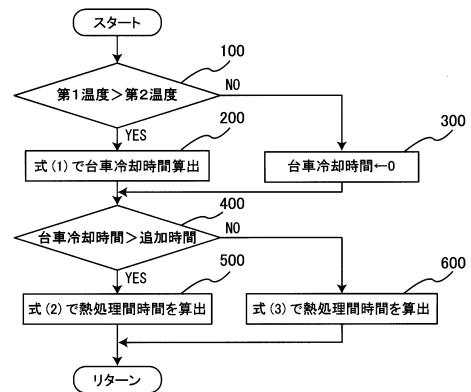 スタート
100
第1温度＞第2温度
NO
YES
200
300
式(1)で台車冷却時間算出
台車冷却時間←0
400
台車冷却時間＞追加時間
NO
YES
500
600
式(2)で熱処理間時間を算出
式(3)で熱処理間時間を算出
リターン